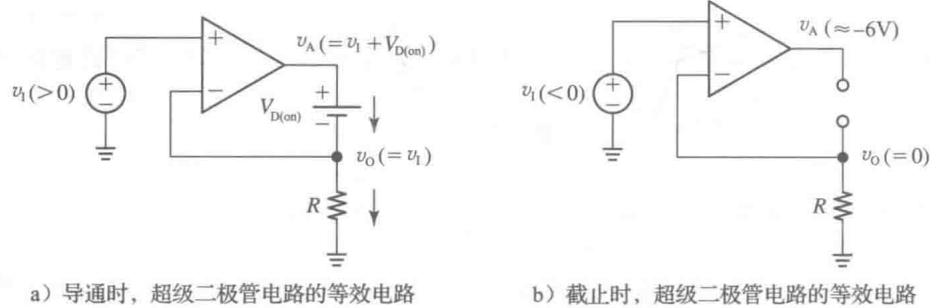 +
v_A(=v_I+V_D(on))
v_I(>0)
+
−
−
+
V_D(on)
−
v_O(=v_I)
R
a）导通时，超级二极管电路的等效电路
+
v_A(≈−6V)
v_I(<0)
+
−
−
v_O(=0)
R
b）截止时，超级二极管电路的等效电路